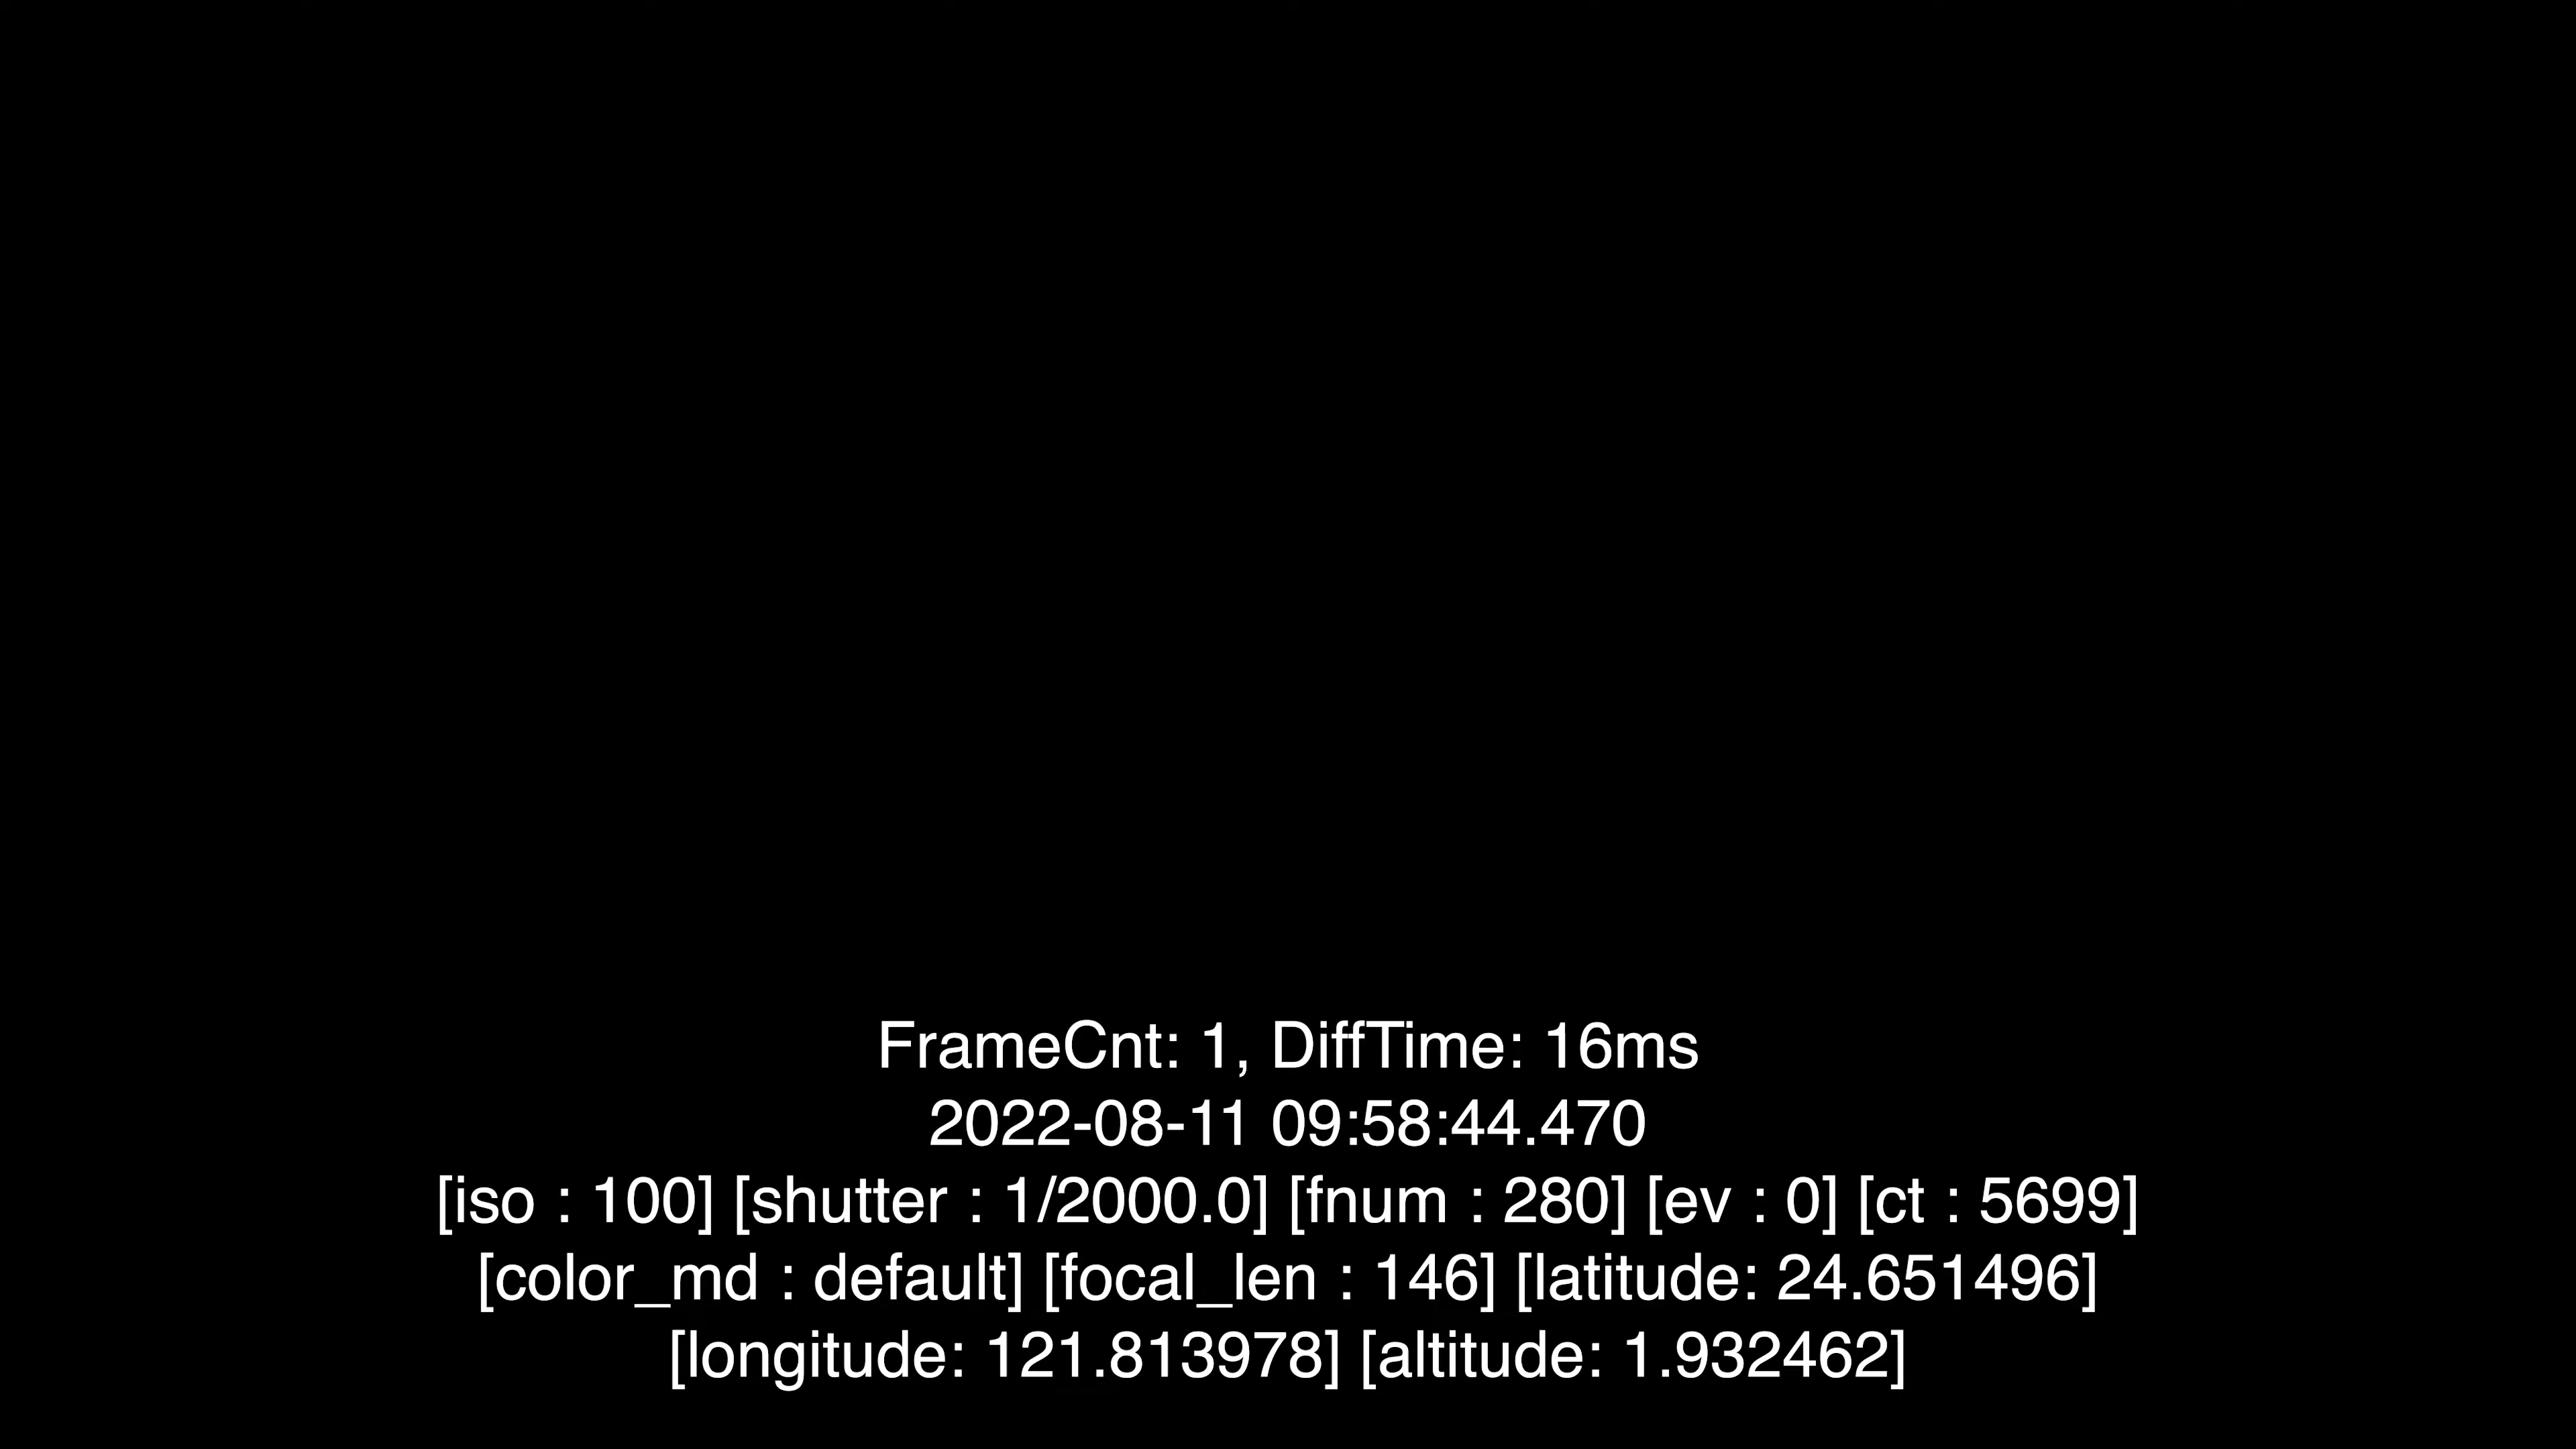 FrameCnt: 1, DiffTime: 16ms
2022-08-11 09:58:44.470
[iso : 100] [shutter : 1/2000.0] [fnum : 280] [ev : 0] [ct : 5699]
[color_md : default] [focal_len : 146] [latitude: 24.651496]
[longitude: 121.813978] [altitude: 1.932462]